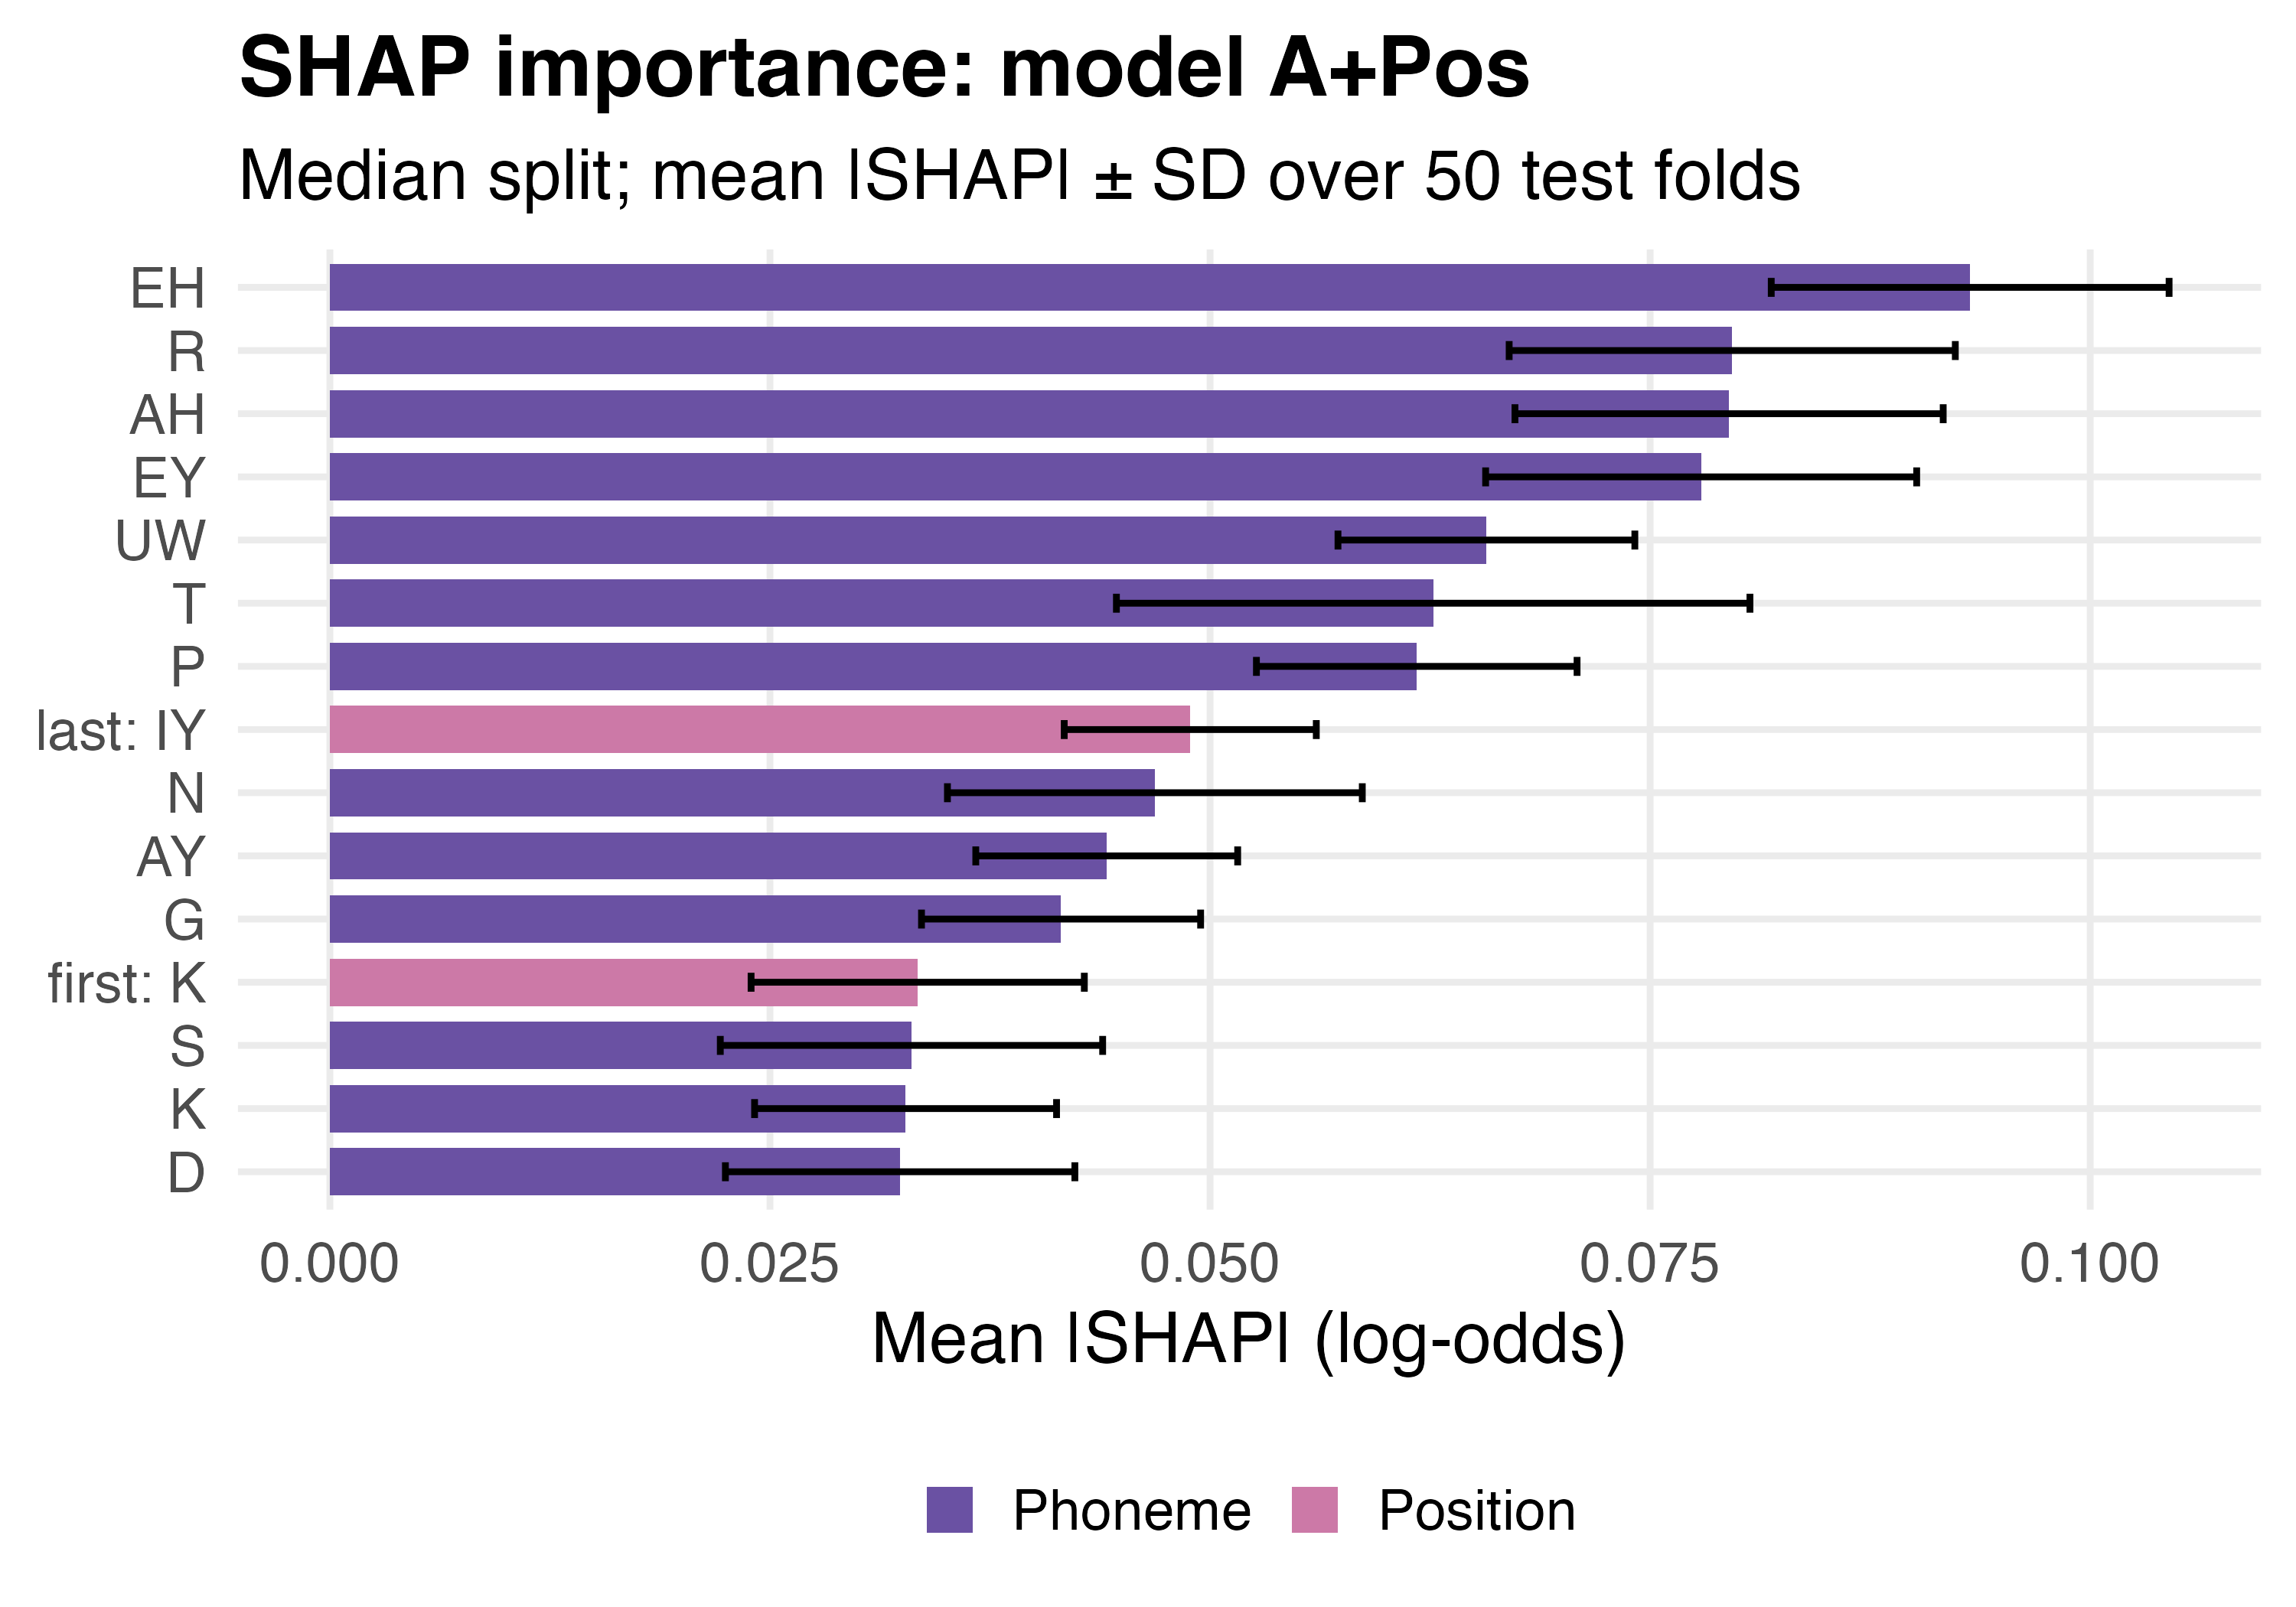 SHAP importance: model A+Pos
Median split; mean |SHAP| ± SD over 50 test folds
EH
R
AH
EY
UW
T
P
last: IY
N
AY
G
first: K
S
K
D
0.000 0.025 0.050 0.075 0.100
Mean |SHAP| (log-odds)
Phoneme Position